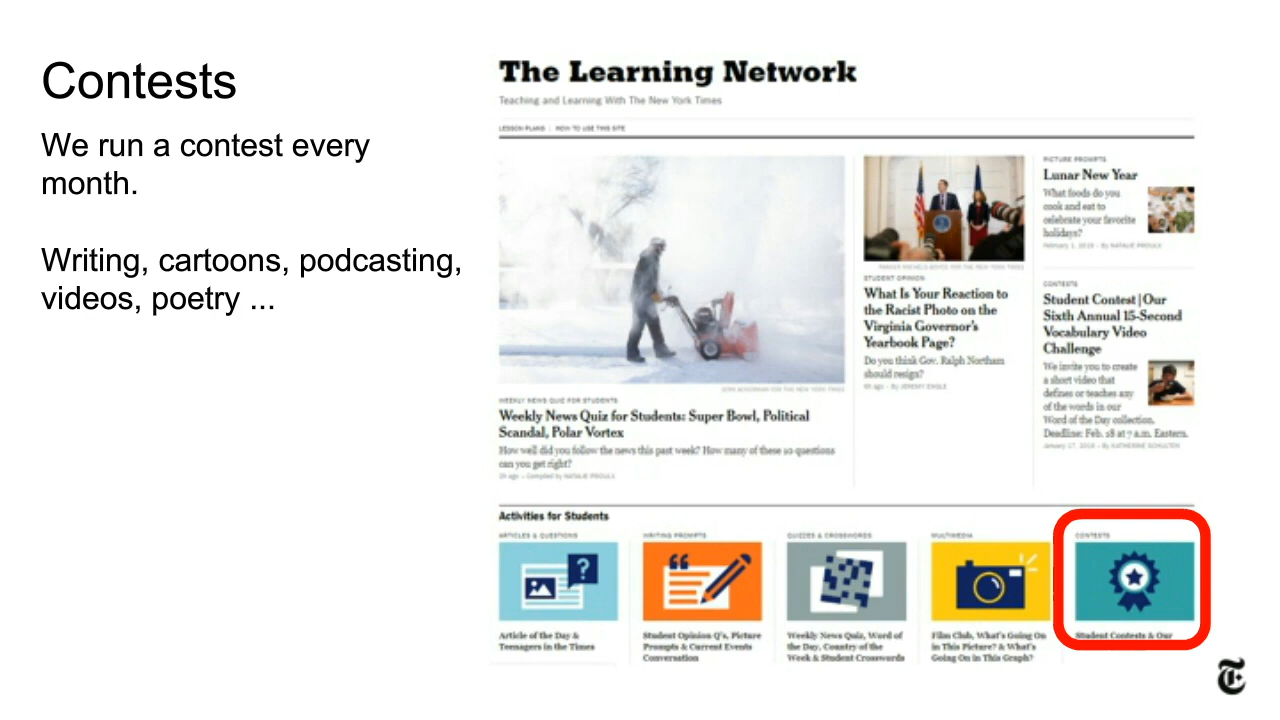 Contests
We run a contest every
month.
Writing, cartoons, podcasting,
videos, poetry ...
The Learning Network
Teaching and Learning With The New York Times
LESSON PLANS | HOW TO USE THIS SITE
WEEKLY NEWS QUIZ FOR STUDENTS
Weekly News Quiz for Students: Super Bowl, Political
Scandal, Polar Vortex
How well did you follow the news this past week? How many of these 10 questions
can you get right?
2h ago – Compiled by NATALIE PROULX
STUDENT OPINION
What Is Your Reaction to
the Racist Photo on the
Virginia Governor's
Yearbook Page?
Do you think Gov. Ralph Northam
should resign?
ago – By JEREMY ENGLE
PICTURE PROMPTS
Lunar New Year
What foods do you
cook and eat to
celebrate your favorite
holidays?
February 1, 2019 – By NATALIE PROULX
CONTESTS
Student Contest | Our
Sixth Annual 15-Second
Vocabulary Video
Challenge
We invite you to create
a short video that
defines or teaches any
of the words in our
Word of the Day collection.
Deadline: Feb. 18 at 7 a.m. Eastern.
January 17, 2019 – By KATHERINE SCHULTEN
Activities for Students
ARTICLES & QUESTIONS
Article of the Day &
Teenagers in the Times
WRITING PROMPTS
Student Opinion Q's, Picture
Prompts & Current Events
Conversation
QUIZZES & CROSSWORDS
Weekly News Quiz, Word of
the Day, Country of the
Week & Student Crosswords
MULTIMEDIA
Film Club, What's Going On
in This Picture? & What's
Going On in This Graph?
CONTESTS
Student Contests & Our
T